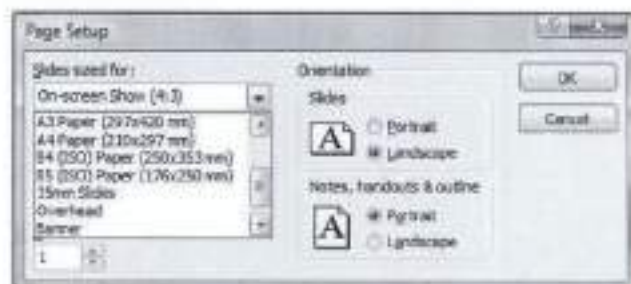 Page Setup
Slides sized for:
On-screen Show (4:3)
A3 Paper (297x420 mm)
A4 Paper (210x297 mm)
B4 (ISO) Paper (250x353 mm)
B5 (ISO) Paper (176x250 mm)
35mm Slides
Overhead
Banner
1
Orientation
Slides
A
Portrait
Landscape
Notes, handouts & outline
A
Portrait
Landscape
OK
Cancel